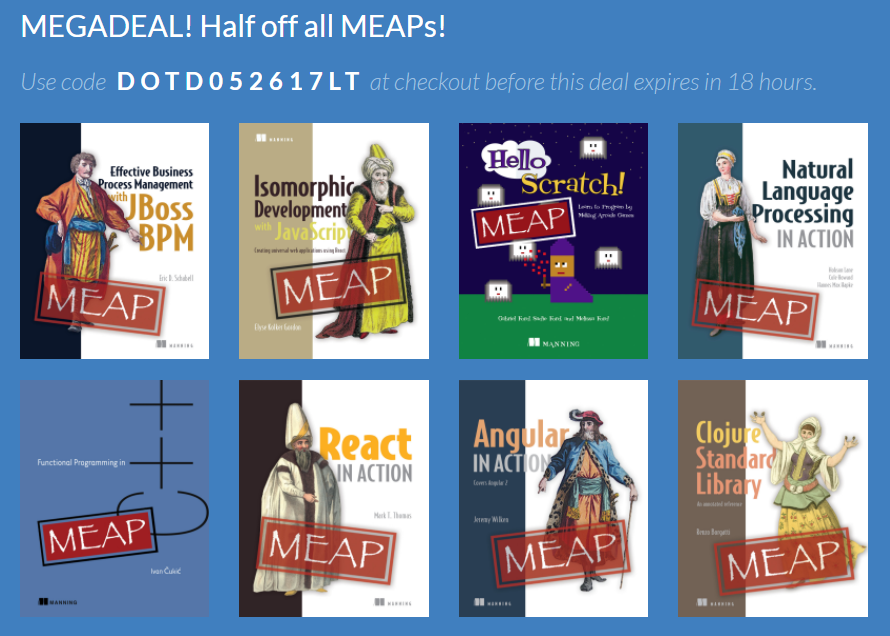 MEGADEAL! Half off all MEAPs!
Use code DOTD052617LT at checkout before this deal expires in 18 hours.
Effective Business
Process Management
with JBoss
BPM
Eric D. Schabell
MEAP
MANNING
MANNING
Isomorphic
Development
with JavaScript
Creating universal web applications using React
MEAP
Elyse Kolker Gordon
Hello
Scratch!
Learn to Program by
Making Arcade Games
MEAP
Gabriel Ford, Sadie Ford, and Melissa Ford
MANNING
Natural
Language
Processing
IN ACTION
Hobson Lane
Cole Howard
Hannes Max Hapke
MEAP
MANNING
Functional Programming in
C++
MEAP
Ivan Čukić
MANNING
React
IN ACTION
Mark T. Thomas
MEAP
MANNING
Angular
IN ACTION
Covers Angular 2
Jeremy Wilken
MEAP
MANNING
Clojure
Standard
Library
An annotated reference
Renzo Borgatti
MEAP
MANNING